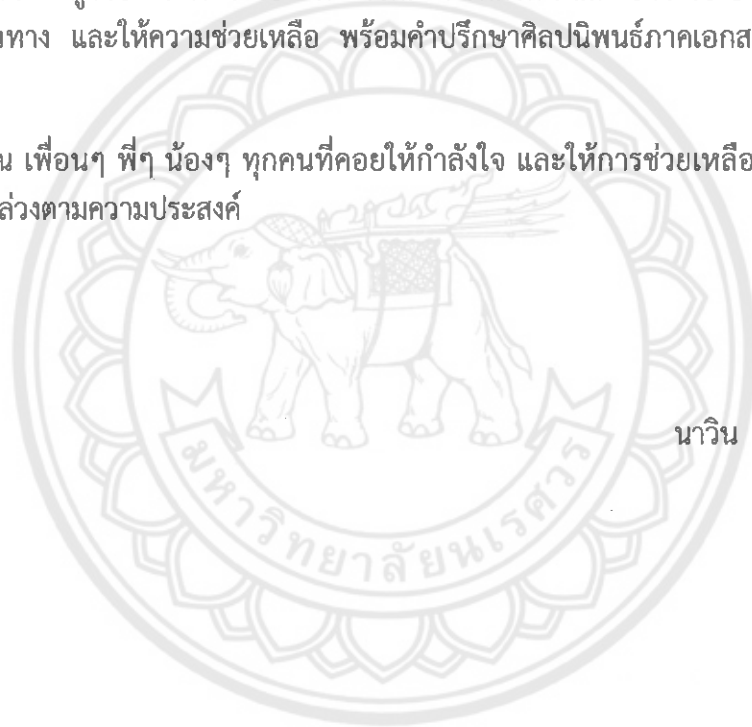 และให้ความช่วยเหลือ พร้อมคำปรึกษาศิลปนิพนธ์ภาคเอกส
เพื่อนๆ พี่ๆ น้องๆ ทุกคนที่คอยให้กำลังใจ และให้การช่วยเหลือ
ล่วงตามความประสงค์
นาวิน
มหาวิทยาลัยนเรศวร